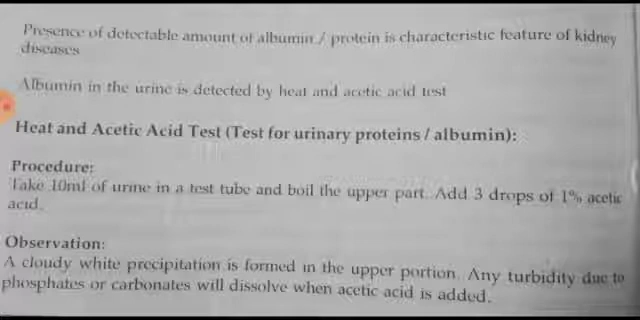 Presence of detectable amount of albumin / protein is characteristic feature of kidney
diseases
Albumin in the urine is detected by heat and acetic acid test
Heat and Acetic Acid Test (Test for urinary proteins / albumin):
Procedure:
Take 10ml of urine in a test tube and boil the upper part. Add 3 drops of 1% acetic
acid.
Observation:
A cloudy white precipitation is formed in the upper portion. Any turbidity due to
phosphates or carbonates will dissolve when acetic acid is added.